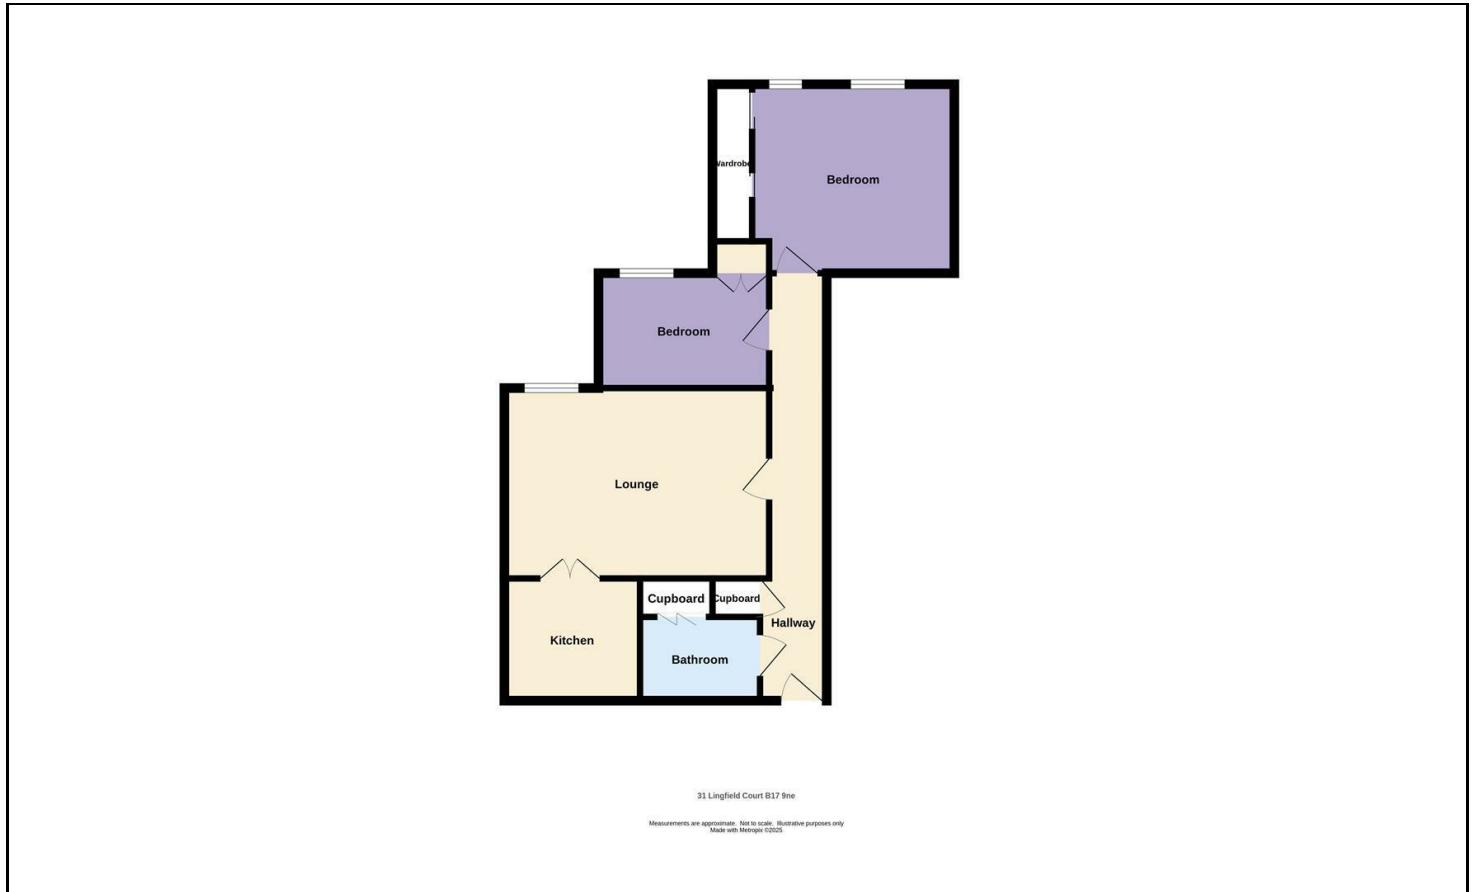 Wardrobe
Bedroom
Bedroom
Lounge
Cupboard
Cupboard
Hallway
Kitchen
Bathroom
31 Lingfield Court B17 9ne
Measurements are approximate. Not to scale. Illustrative purposes only
Made with Metropix ©2025